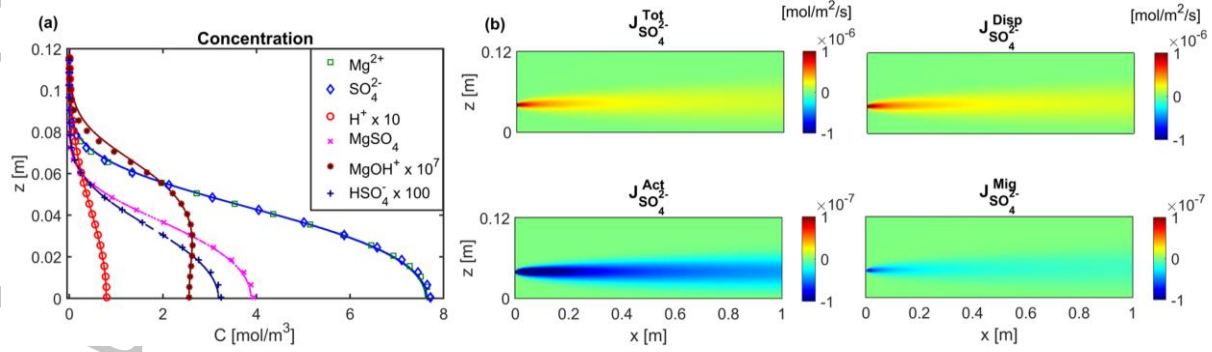 (a)
Concentration
0.12
0.1
0.08
0.06
0.04
0.02
0
z [m]
0 2 4 6 8
C [mol/m³]
Mg²⁺
SO₄²⁻
H⁺ x 10
MgSO₄
MgOH⁺ x 10⁷
HSO₄⁻ x 100
(b)
J^Tot_SO₄²⁻
[mol/m²/s]
×10⁻⁶
1
0
-1
0.12
0
z [m]
J^Disp_SO₄²⁻
[mol/m²/s]
×10⁻⁶
1
0
-1
J^Act_SO₄²⁻
×10⁻⁷
1
0
-1
0.12
0
z [m]
0 0.2 0.4 0.6 0.8 1
x [m]
J^Mig_SO₄²⁻
×10⁻⁷
1
0
-1
0 0.2 0.4 0.6 0.8 1
x [m]